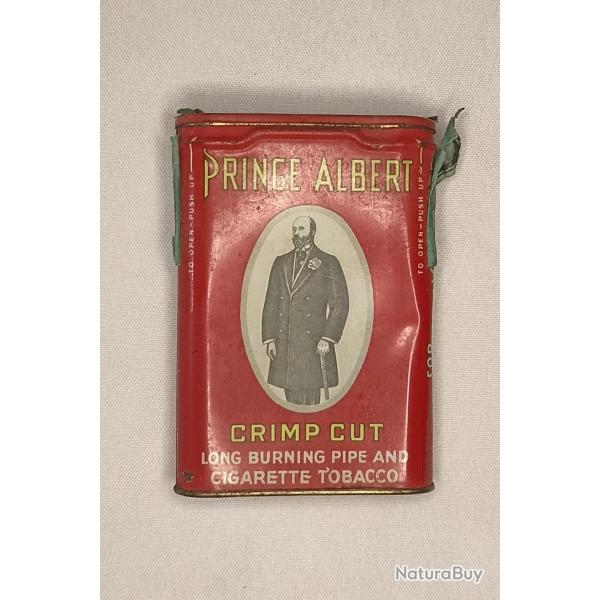 PRINCE ALBERT
TO OPEN-PUSH UP
TO OPEN-PUSH UP
FOR
CRIMP CUT
LONG BURNING PIPE AND
CIGARETTE TOBACCO
NaturaBuy